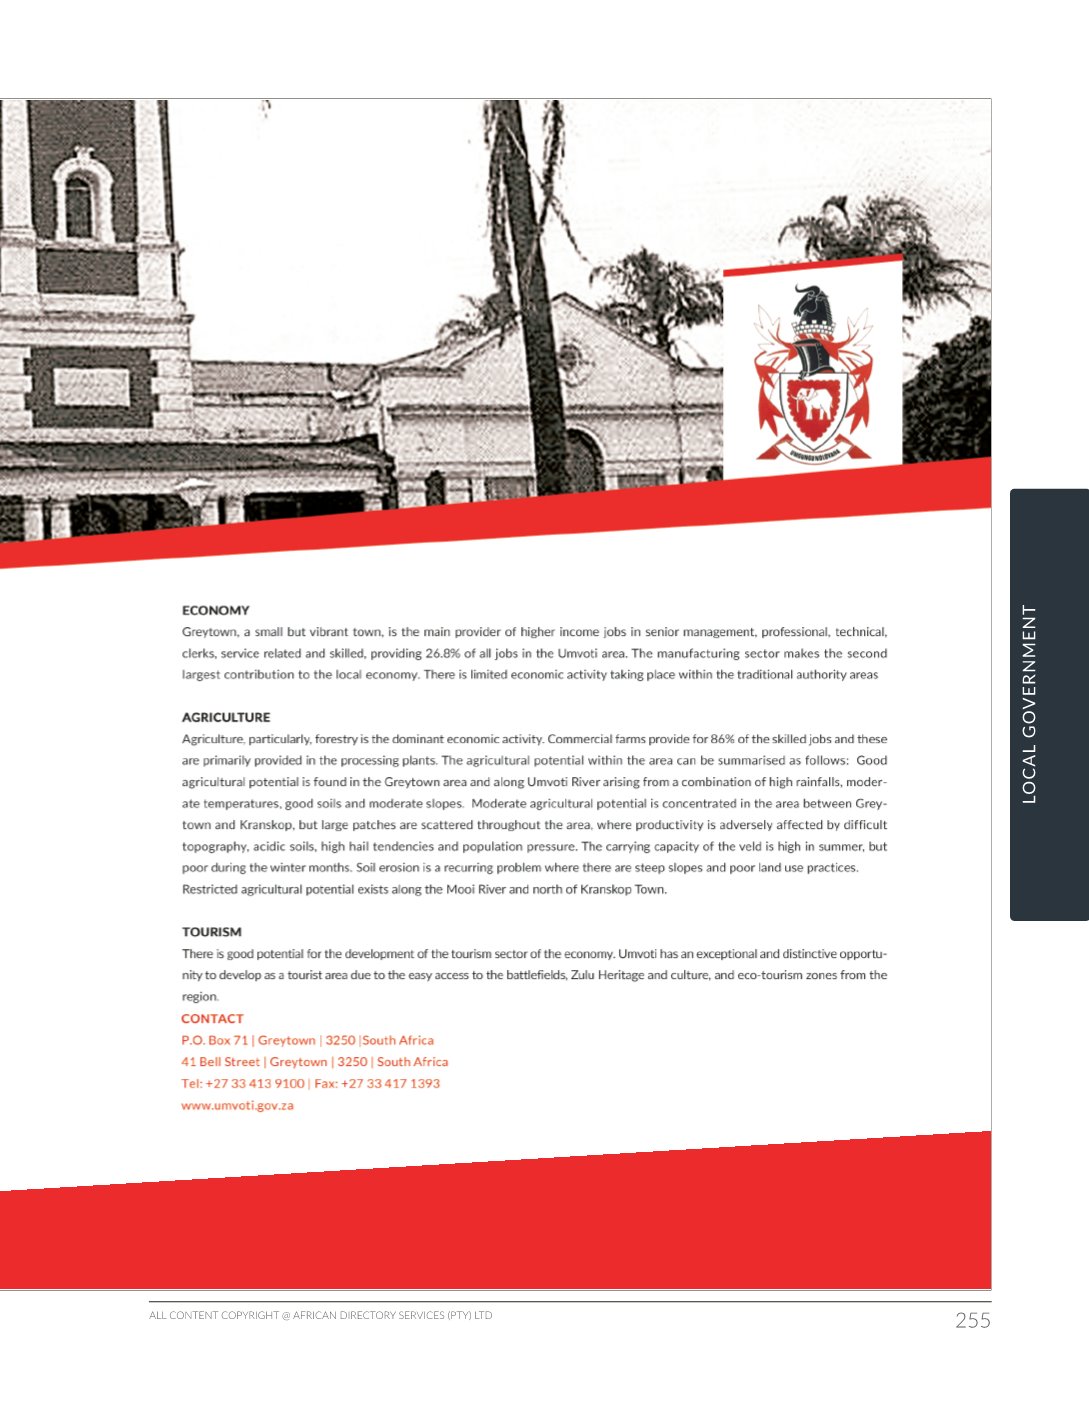 ECONOMY
Greytown, a small but vibrant town, is the main provider of higher income jobs in senior management, professional, technical,
clerks, service related and skilled, providing 26.8% of all jobs in the Umvoti area. The manufacturing sector makes the second
largest contribution to the local economy. There is limited economic activity taking place within the traditional authority areas
AGRICULTURE
Agriculture, particularly, forestry is the dominant economic activity. Commercial farms provide for 86% of the skilled jobs and these
are primarily provided in the processing plants. The agricultural potential within the area can be summarised as follows: Good
agricultural potential is found in the Greytown area and along Umvoti River arising from a combination of high rainfalls, moder-
ate temperatures, good soils and moderate slopes. Moderate agricultural potential is concentrated in the area between Grey-
town and Kranskop, but large patches are scattered throughout the area, where productivity is adversely affected by difficult
topography, acidic soils, high hail tendencies and population pressure. The carrying capacity of the veld is high in summer, but
poor during the winter months. Soil erosion is a recurring problem where there are steep slopes and poor land use practices.
Restricted agricultural potential exists along the Mooi River and north of Kranskop Town.
TOURISM
There is good potential for the development of the tourism sector of the economy. Umvoti has an exceptional and distinctive opportu-
nity to develop as a tourist area due to the easy access to the battlefields, Zulu Heritage and culture, and eco-tourism zones from the
region.
CONTACT
P.O. Box 71 | Greytown | 3250 |South Africa
41 Bell Street | Greytown | 3250 | South Africa
Tel: +27 33 413 9100 | Fax: +27 33 417 1393
www.umvoti.gov.za
LOCAL GOVERNMENT
ALL CONTENT COPYRIGHT @ AFRICAN DIRECTORY SERVICES (PTY) LTD
255